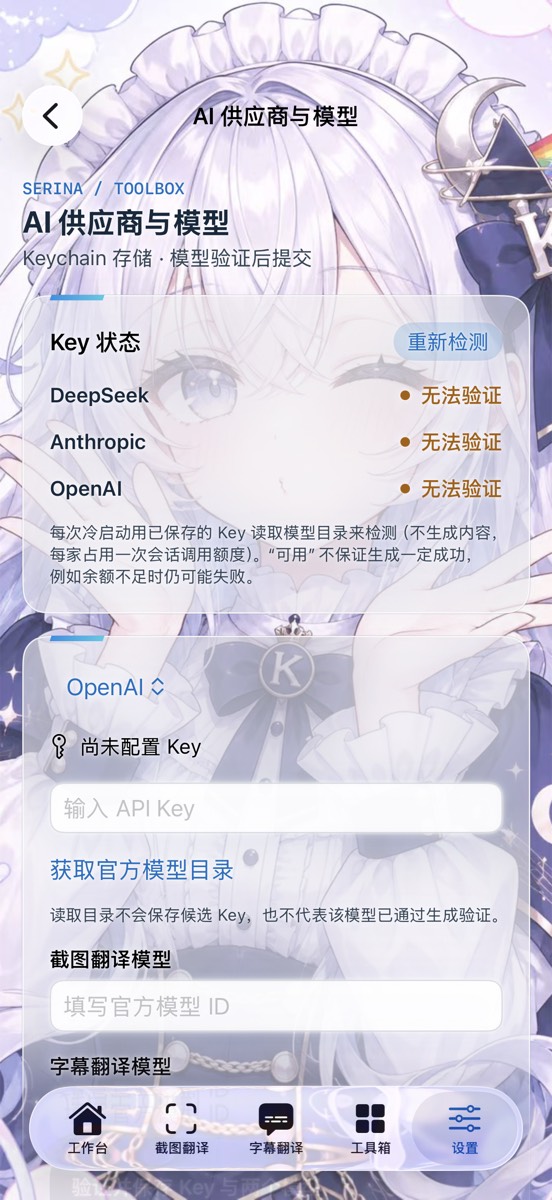 AI 供应商与模型
SERINA / TOOLBOX
AI 供应商与模型
Keychain 存储 · 模型验证后提交
Key 状态
重新检测
DeepSeek
无法验证
Anthropic
无法验证
OpenAI
无法验证
每次冷启动用已保存的 Key 读取模型目录来检测 (不生成内容，
每家占用一次会话调用额度)。“可用” 不保证生成一定成功，
例如余额不足时仍可能失败。
K
OpenAI
尚未配置 Key
输入 API Key
获取官方模型目录
读取目录不会保存候选 Key，也不代表该模型已通过生成验证。
截图翻译模型
填写官方模型 ID
字幕翻译模型
工作台
截图翻译
字幕翻译
工具箱
设置